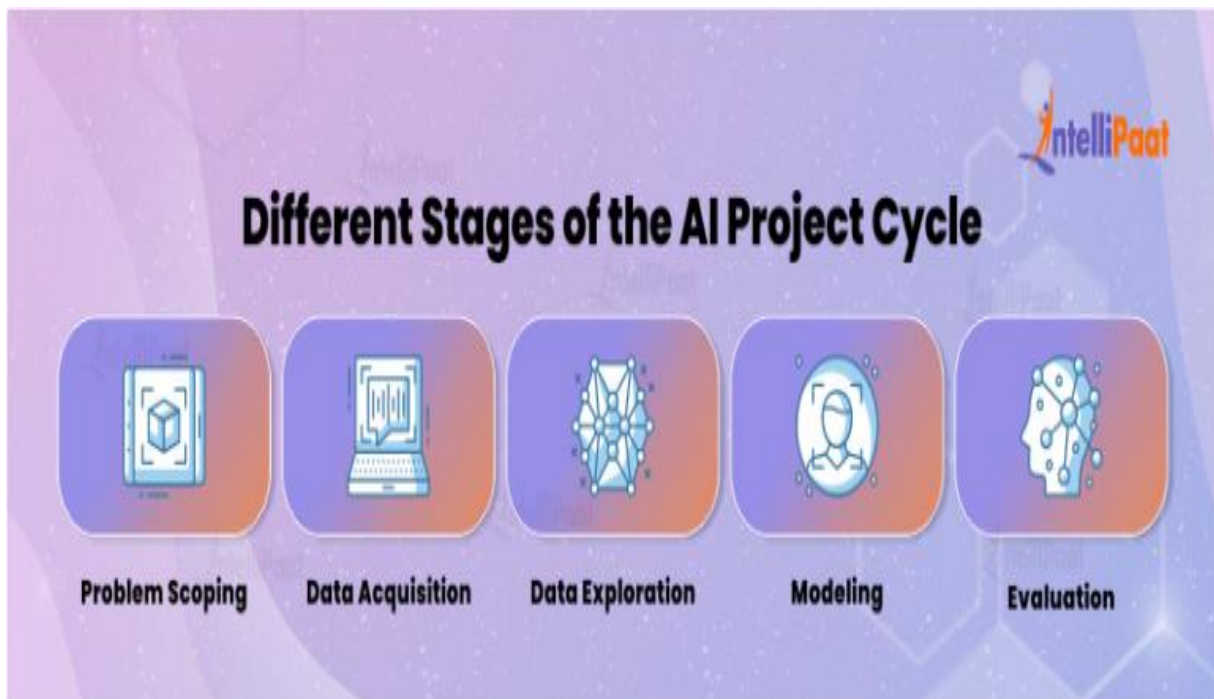 IntelliPaat
Different Stages of the AI Project Cycle
Problem Scoping
Data Acquisition
Data Exploration
Modeling
Evaluation